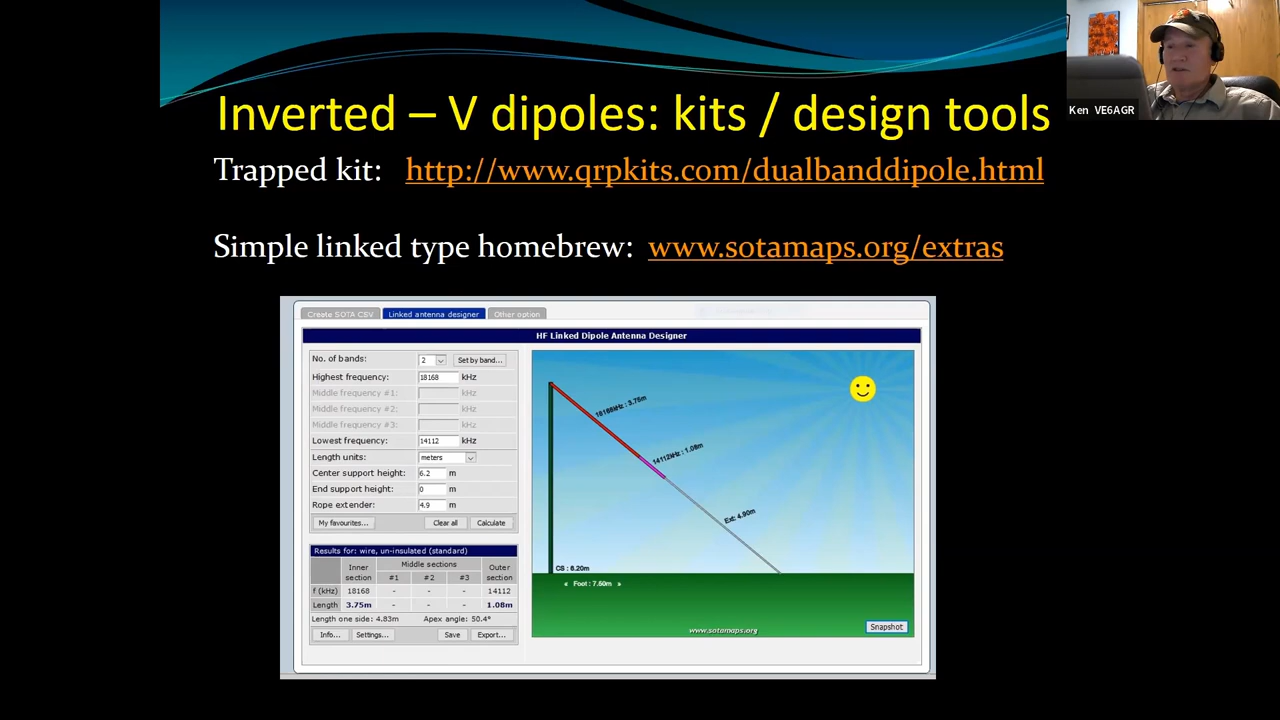 Inverted – V dipoles: kits / design tools
Ken VE6AGR
Trapped kit: http://www.qrpkits.com/dualbanddipole.html
Simple linked type homebrew: www.sotamaps.org/extras
Create SOTA CSV Linked antenna designer Other option
HF Linked Dipole Antenna Designer
No. of bands: 2 Set by band...
Highest frequency: 18168 kHz
Middle frequency #1: kHz
Middle frequency #2: kHz
Middle frequency #3: kHz
Lowest frequency: 14112 kHz
Length units: meters
Center support height: 6.2 m
End support height: 0 m
Rope extender: 4.9 m
My favourites... Clear all Calculate
Results for: wire, un-insulated (standard)
Inner section Middle sections Outer section
#1 #2 #3
f (kHz) 18168 - - - 14112
Length 3.75m - - - 1.08m
Length one side: 4.83m Apex angle: 50.4°
Info... Settings... Save Export...
18168kHz : 3.75m
14112kHz : 1.08m
Ext: 4.90m
CS : 6.20m
« Foot : 7.50m »
www.sotamaps.org
Snapshot